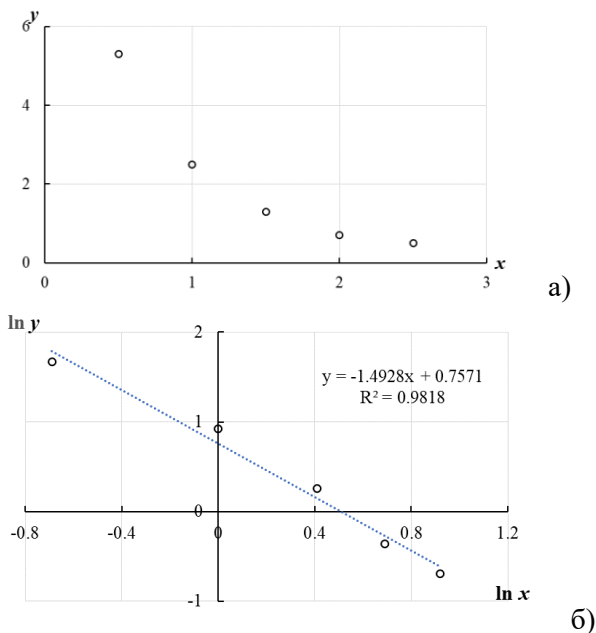 y
6
4
2
0
0 1 2 3
x
а)
ln y
2
1
0
-1
-0.8 -0.4 0 0.4 0.8 1.2
y = -1.4928x + 0.7571
R² = 0.9818
ln x
б)